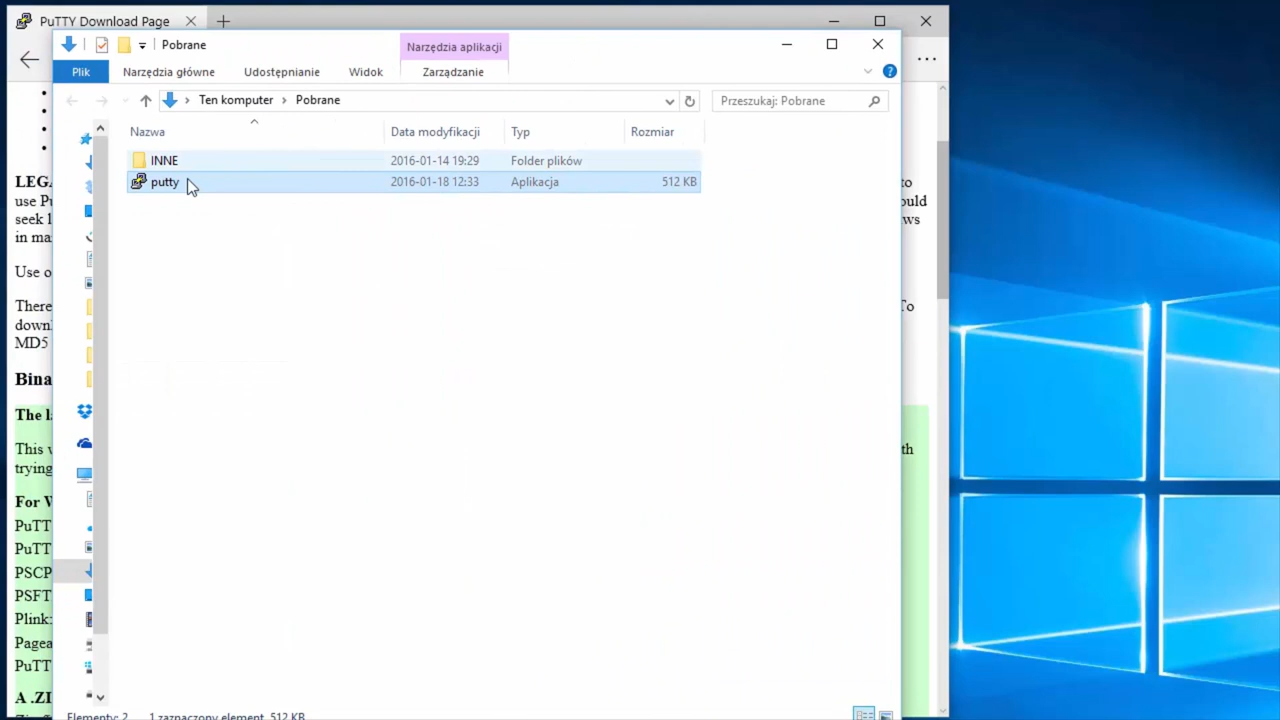 PuTTY Download Page
Pobrane
Narzędzia aplikacji
Plik
Narzędzia główne
Udostępnianie
Widok
Zarządzanie
Ten komputer
Pobrane
Przeszukaj: Pobrane
Nazwa
Data modyfikacji
Typ
Rozmiar
INNE
2016-01-14 19:29
Folder plików
putty
2016-01-18 12:33
Aplikacja
512 KB
LEGA
to
use Pu
ould
seek l
ws
in ma
Use o
There
To
down
MD5
Bina
The l
This v
th
trying
For W
PuTT
PuTT
PSCP
PSFT
Plink:
Pagea
PuTT
A .ZI
Elementy: 2
1 zaznaczony element, 512 KB